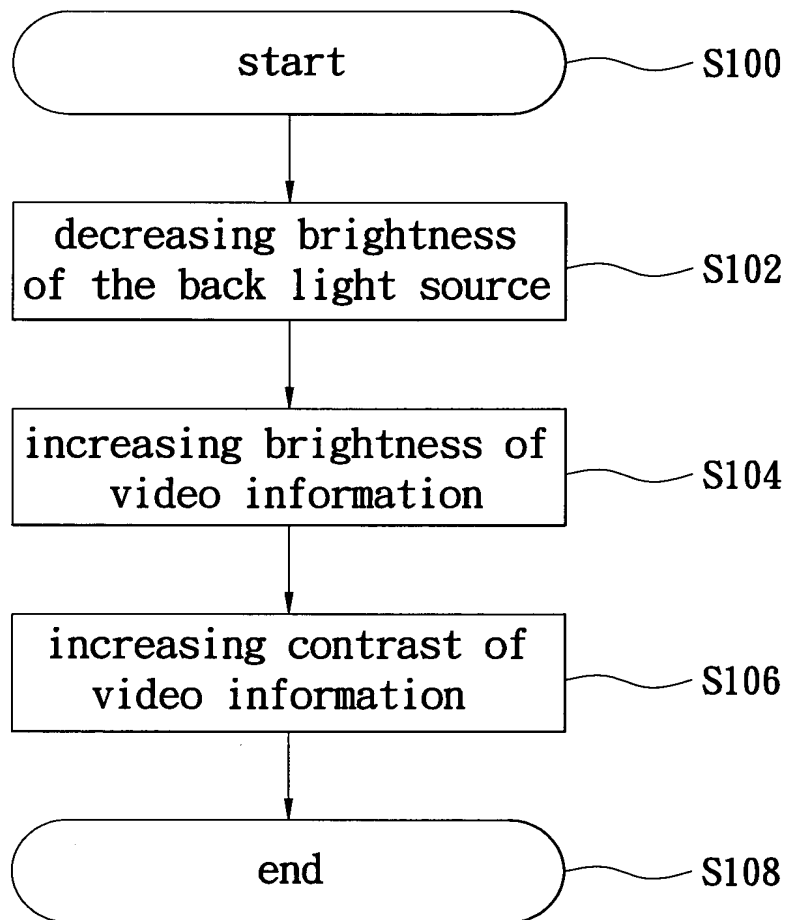 start
S100
decreasing brightness
of the back light source
S102
increasing brightness of
video information
S104
increasing contrast of
video information
S106
end
S108